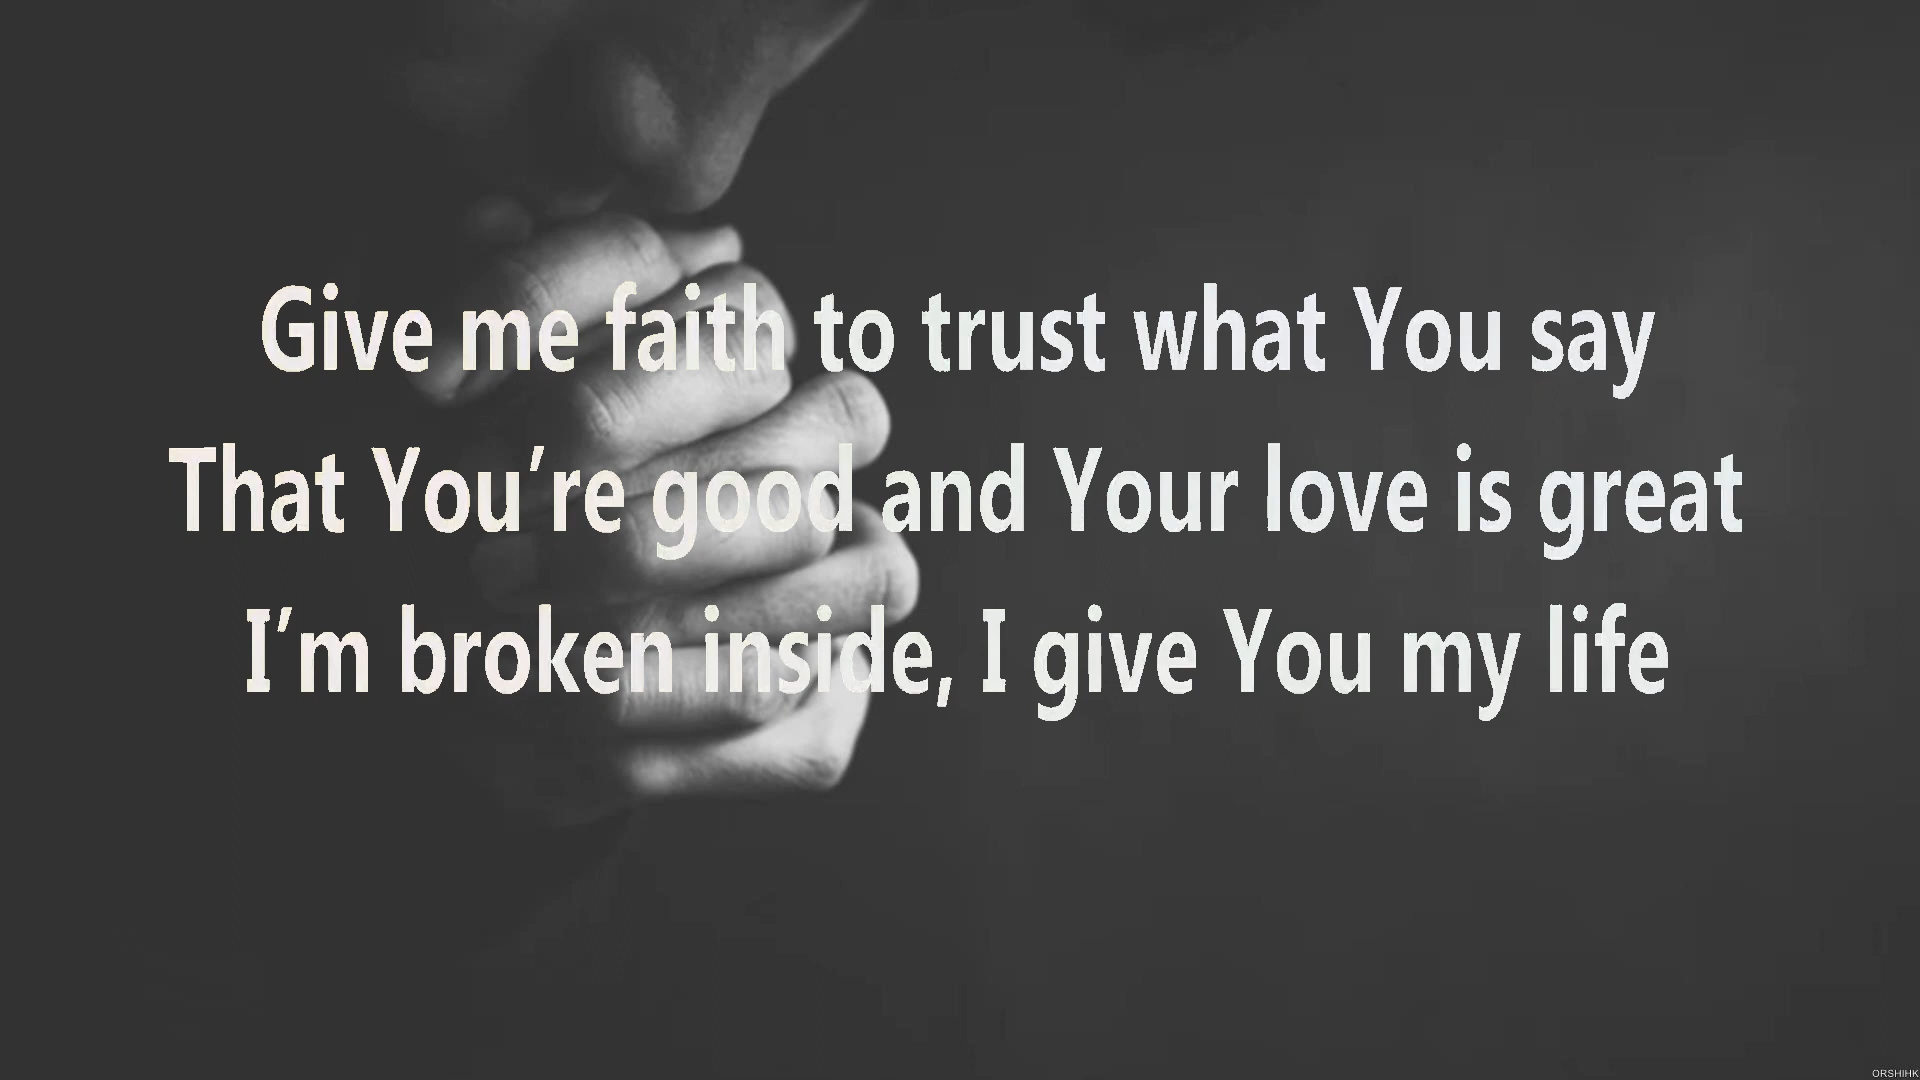 Give me faith to trust what You say
That You’re good and Your love is great
I’m broken inside, I give You my life
ORSHIHK